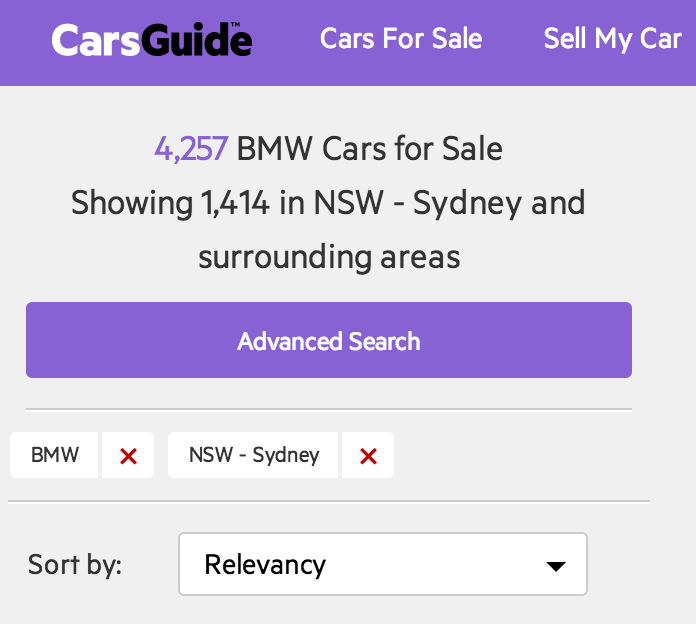 CarsGuide™ Cars For Sale Sell My Car
4,257 BMW Cars for Sale
Showing 1,414 in NSW - Sydney and
surrounding areas
Advanced Search
BMW NSW - Sydney
Sort by: Relevancy